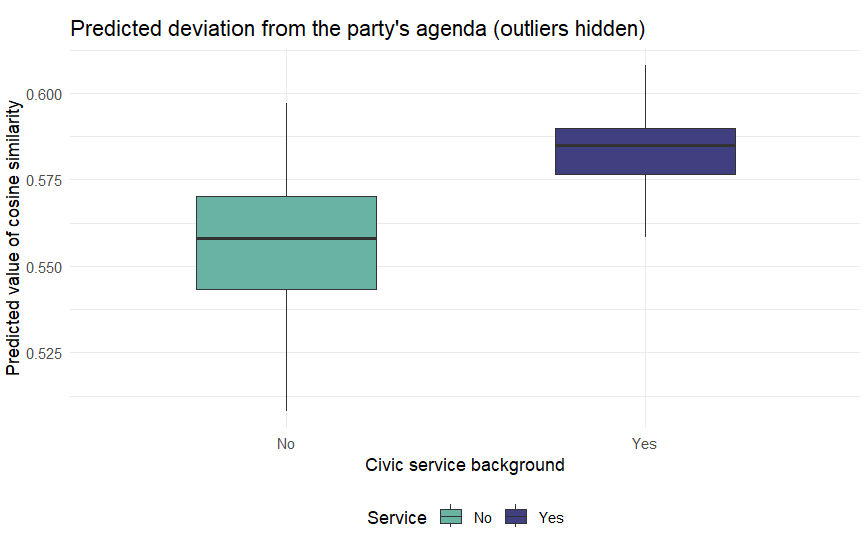 Predicted deviation from the party's agenda (outliers hidden)
Predicted value of cosine similarity
0.600
0.575
0.550
0.525
No
Yes
Civic service background
Service No Yes